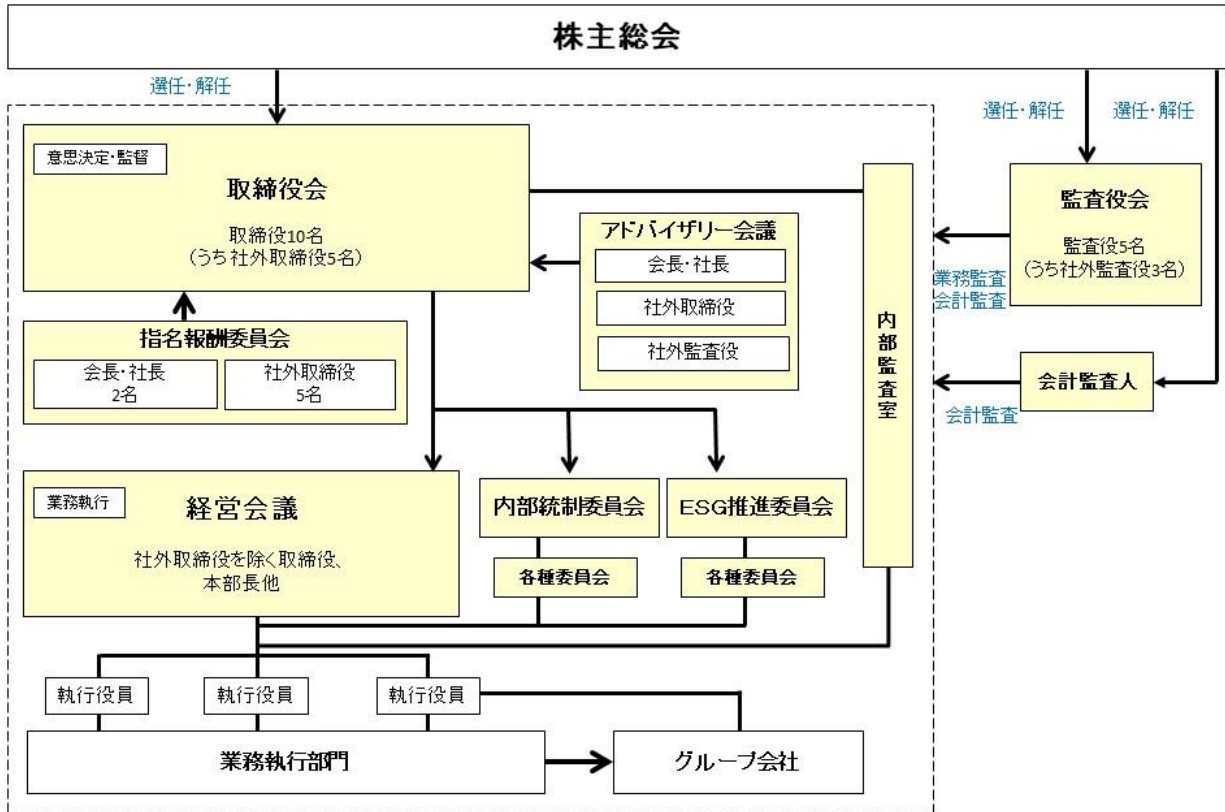 株主総会
選任・解任
選任・解任
選任・解任
意思決定・監督
取締役会
取締役10名
（うち社外取締役5名）
アドバイザリー会議
会長・社長
社外取締役
社外監査役
指名報酬委員会
会長・社長
2名
社外取締役
5名
内部監査室
監査役会
監査役5名
（うち社外監査役3名）
業務監査
会計監査
会計監査人
会計監査
業務執行
経営会議
社外取締役を除く取締役、
本部長他
内部統制委員会
ESG推進委員会
各種委員会
各種委員会
執行役員
執行役員
執行役員
業務執行部門
グループ会社